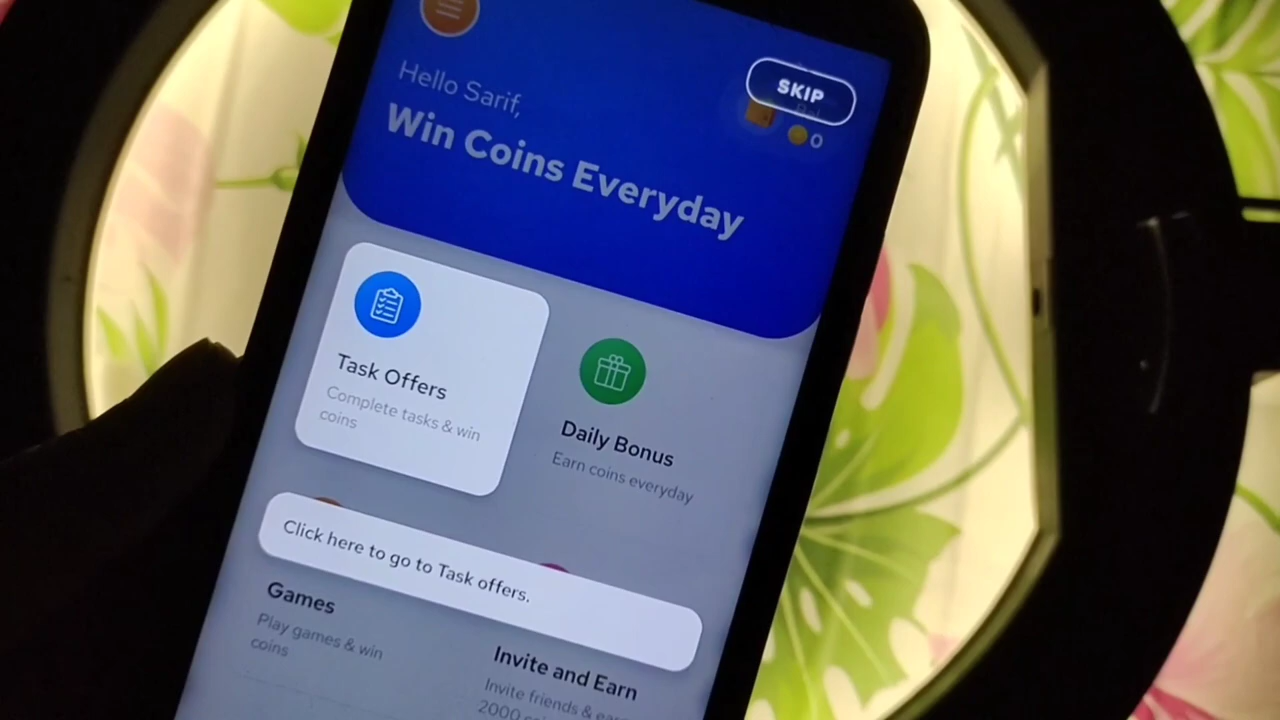 Hello Sarif,
SKIP
0
Win Coins Everyday
Task Offers
Complete tasks & win
coins
Daily Bonus
Earn coins everyday
Click here to go to Task offers.
Games
Play games & win
coins
Invite and Earn
Invite friends &
2000